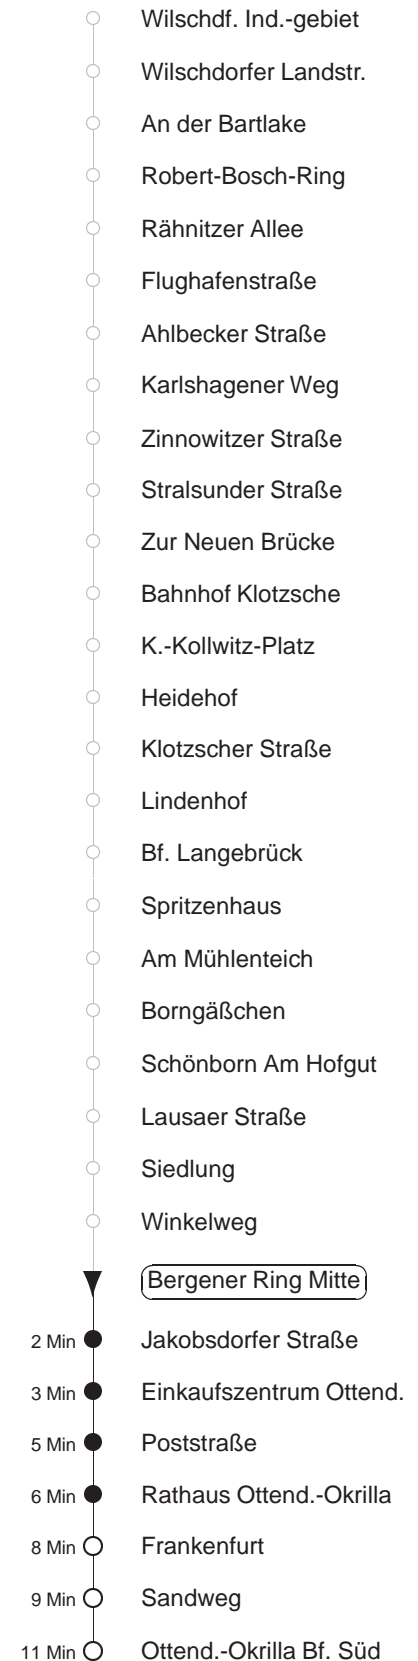 Wilschdf. Ind.-gebiet
Wilschdorfer Landstr.
An der Bartlake
Robert-Bosch-Ring
Rähnitzer Allee
Flughafenstraße
Ahlbecker Straße
Karlshagener Weg
Zinnowitzer Straße
Stralsunder Straße
Zur Neuen Brücke
Bahnhof Klotzsche
K.-Kollwitz-Platz
Heidehof
Klotzscher Straße
Lindenhof
Bf. Langebrück
Spritzenhaus
Am Mühlenteich
Borngäßchen
Schönborn Am Hofgut
Lausaer Straße
Siedlung
Winkelweg
Bergener Ring Mitte
2 Min Jakobsdorfer Straße
3 Min Einkaufszentrum Ottend.
5 Min Poststraße
6 Min Rathaus Ottend.-Okrilla
8 Min Frankenfurt
9 Min Sandweg
11 Min Ottend.-Okrilla Bf. Süd